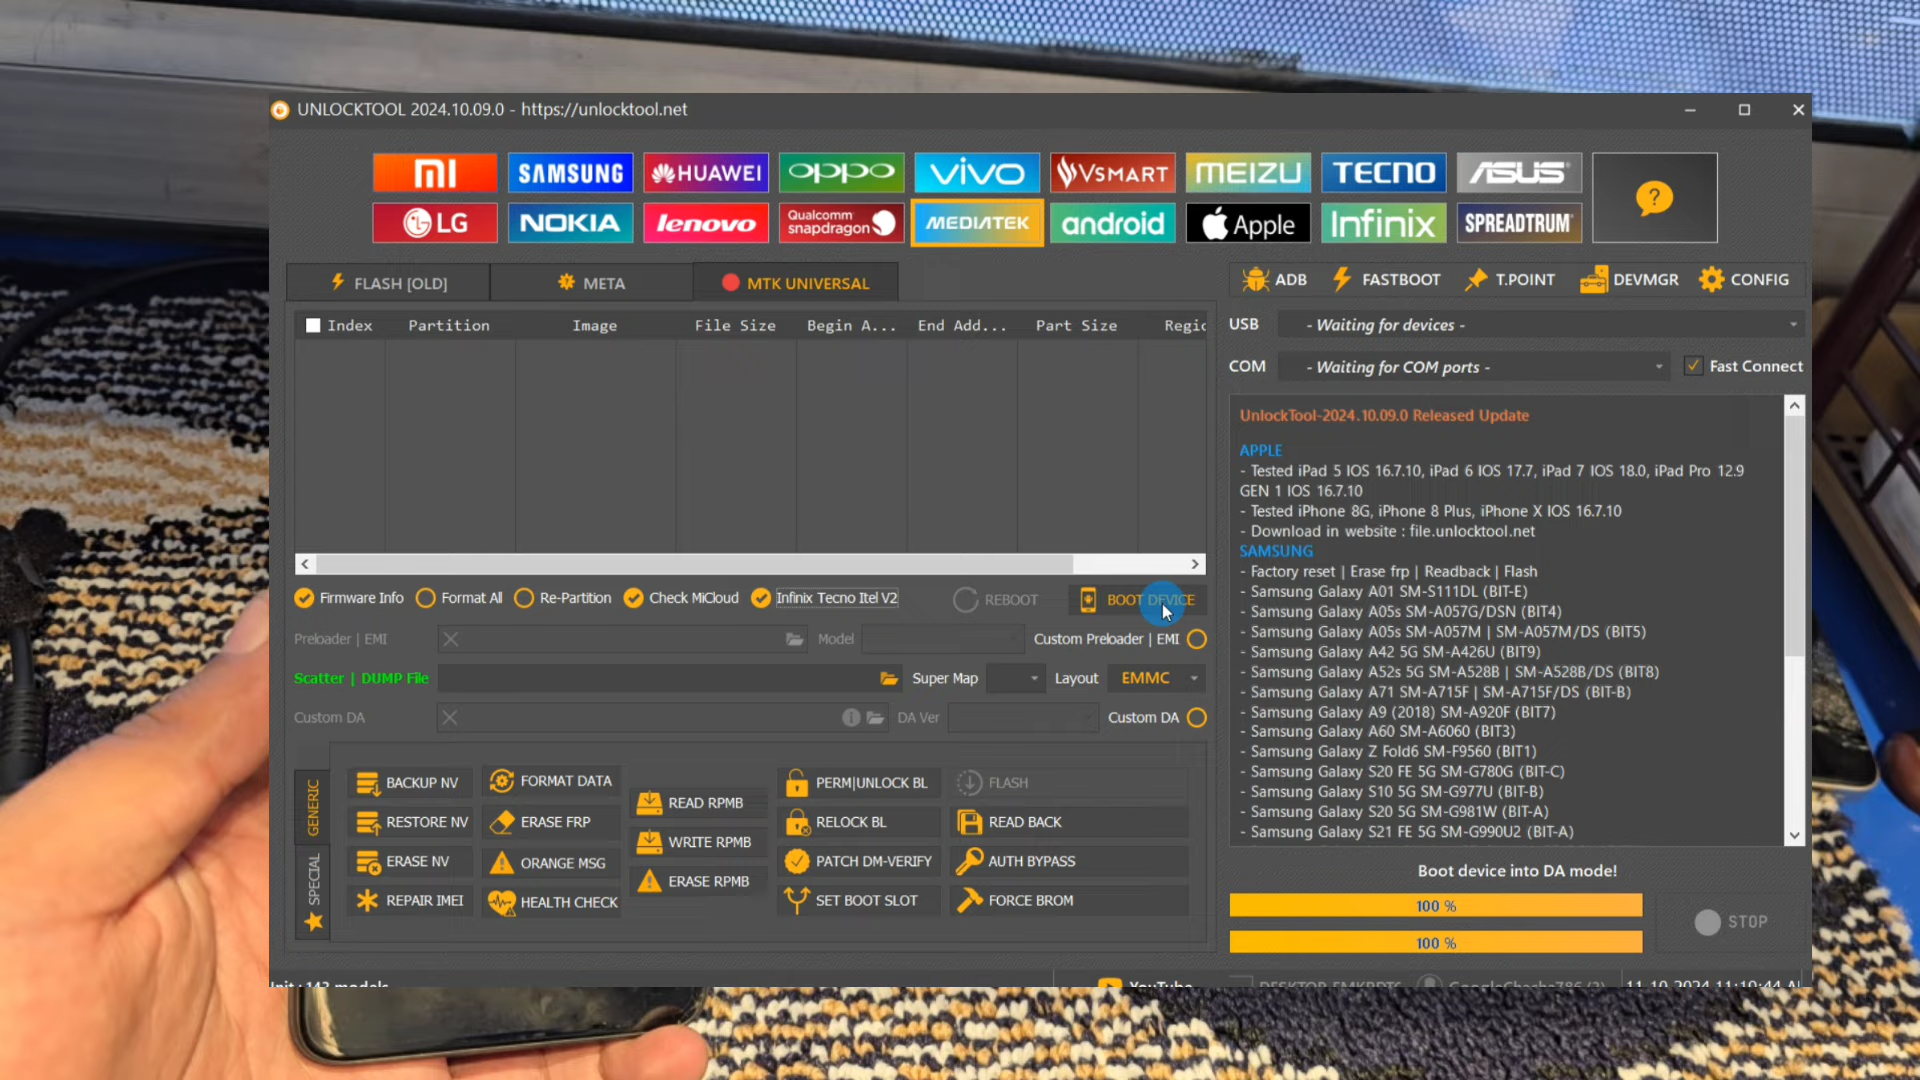 UNLOCKTOOL 2024.10.09.0 - https://unlocktool.net
MI SAMSUNG HUAWEI oppo vivo VSMART MEIZU TECNO ASUS ?
LG NOKIA lenovo Qualcomm snapdragon MEDIATEK android Apple Infinix SPREADTRUM
FLASH [OLD] META MTK UNIVERSAL
ADB FASTBOOT T.POINT DEVMGR CONFIG
Index Partition Image File Size Begin A... End Add... Part Size Regic
USB - Waiting for devices -
COM - Waiting for COM ports - Fast Connect
UnlockTool-2024.10.09.0 Released Update
APPLE
- Tested iPad 5 IOS 16.7.10, iPad 6 IOS 17.7, iPad 7 IOS 18.0, iPad Pro 12.9
GEN 1 IOS 16.7.10
- Tested iPhone 8G, iPhone 8 Plus, iPhone X IOS 16.7.10
- Download in website : file.unlocktool.net
SAMSUNG
- Factory reset | Erase frp | Readback | Flash
- Samsung Galaxy A01 SM-S111DL (BIT-E)
- Samsung Galaxy A05s SM-A057G/DSN (BIT4)
- Samsung Galaxy A05s SM-A057M | SM-A057M/DS (BIT5)
- Samsung Galaxy A42 5G SM-A426U (BIT9)
- Samsung Galaxy A52s 5G SM-A528B | SM-A528B/DS (BIT8)
- Samsung Galaxy A71 SM-A715F | SM-A715F/DS (BIT-B)
- Samsung Galaxy A9 (2018) SM-A920F (BIT7)
- Samsung Galaxy A60 SM-A6060 (BIT3)
- Samsung Galaxy Z Fold6 SM-F9560 (BIT1)
- Samsung Galaxy S20 FE 5G SM-G780G (BIT-C)
- Samsung Galaxy S10 5G SM-G977U (BIT-B)
- Samsung Galaxy S20 5G SM-G981W (BIT-A)
- Samsung Galaxy S21 FE 5G SM-G990U2 (BIT-A)
Firmware Info Format All Re-Partition Check MiCloud Infinix Tecno Itel V2 REBOOT BOOT DEVICE
Preloader | EMI Model Custom Preloader | EMI
Scatter | DUMP File Super Map Layout EMMC
Custom DA DA Ver Custom DA
GENERIC
SPECIAL
BACKUP NV FORMAT DATA READ RPMB PERM|UNLOCK BL FLASH
RESTORE NV ERASE FRP WRITE RPMB RELOCK BL READ BACK
ERASE NV ORANGE MSG ERASE RPMB PATCH DM-VERIFY AUTH BYPASS
REPAIR IMEI HEALTH CHECK SET BOOT SLOT FORCE BROM
Boot device into DA mode!
100 %
100 %
STOP
Init : 143 models YouTube 11-10-2024 11:19:44